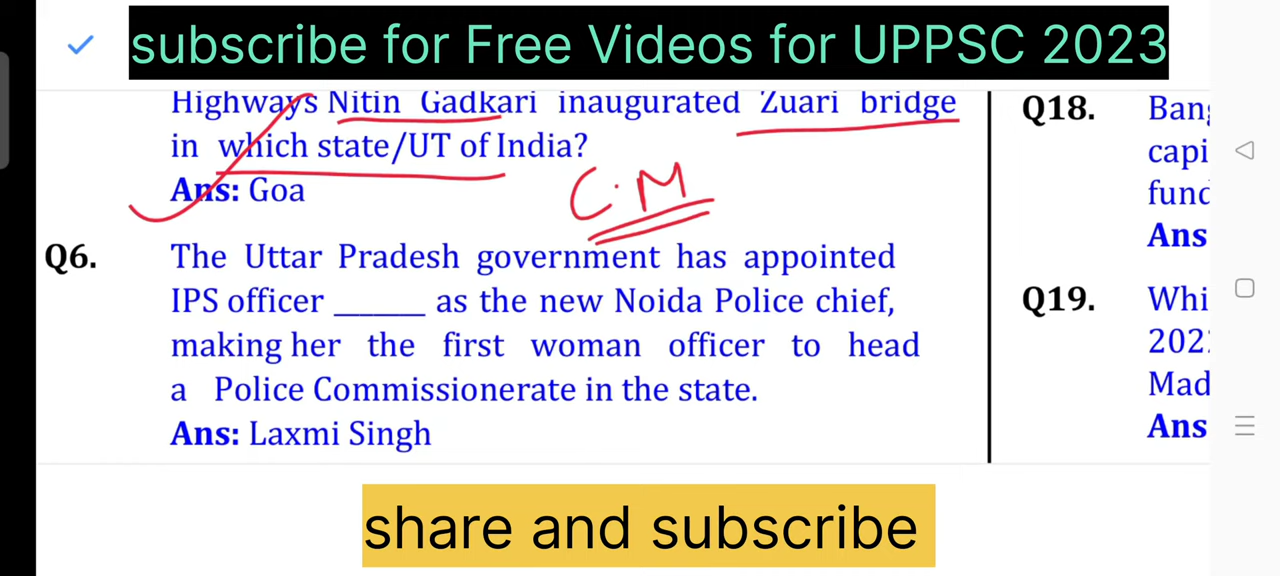 subscribe for Free Videos for UPPSC 2023
Highways Nitin Gadkari inaugurated Zuari bridge
in which state/UT of India?
Ans: Goa
C.M
Q6. The Uttar Pradesh government has appointed
IPS officer ______ as the new Noida Police chief,
making her the first woman officer to head
a Police Commissionerate in the state.
Ans: Laxmi Singh
Q18.
capi
Ans
Q19. Whi
Mad
Ans
share and subscribe